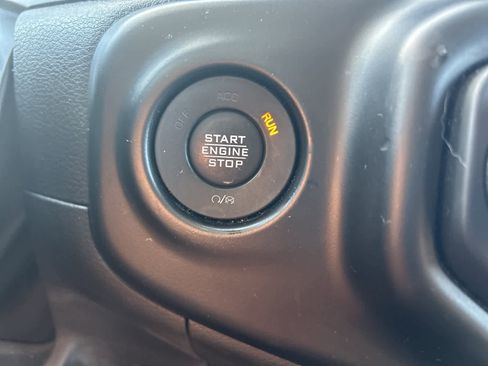 ACC
OFF
RUN
START
ENGINE
STOP